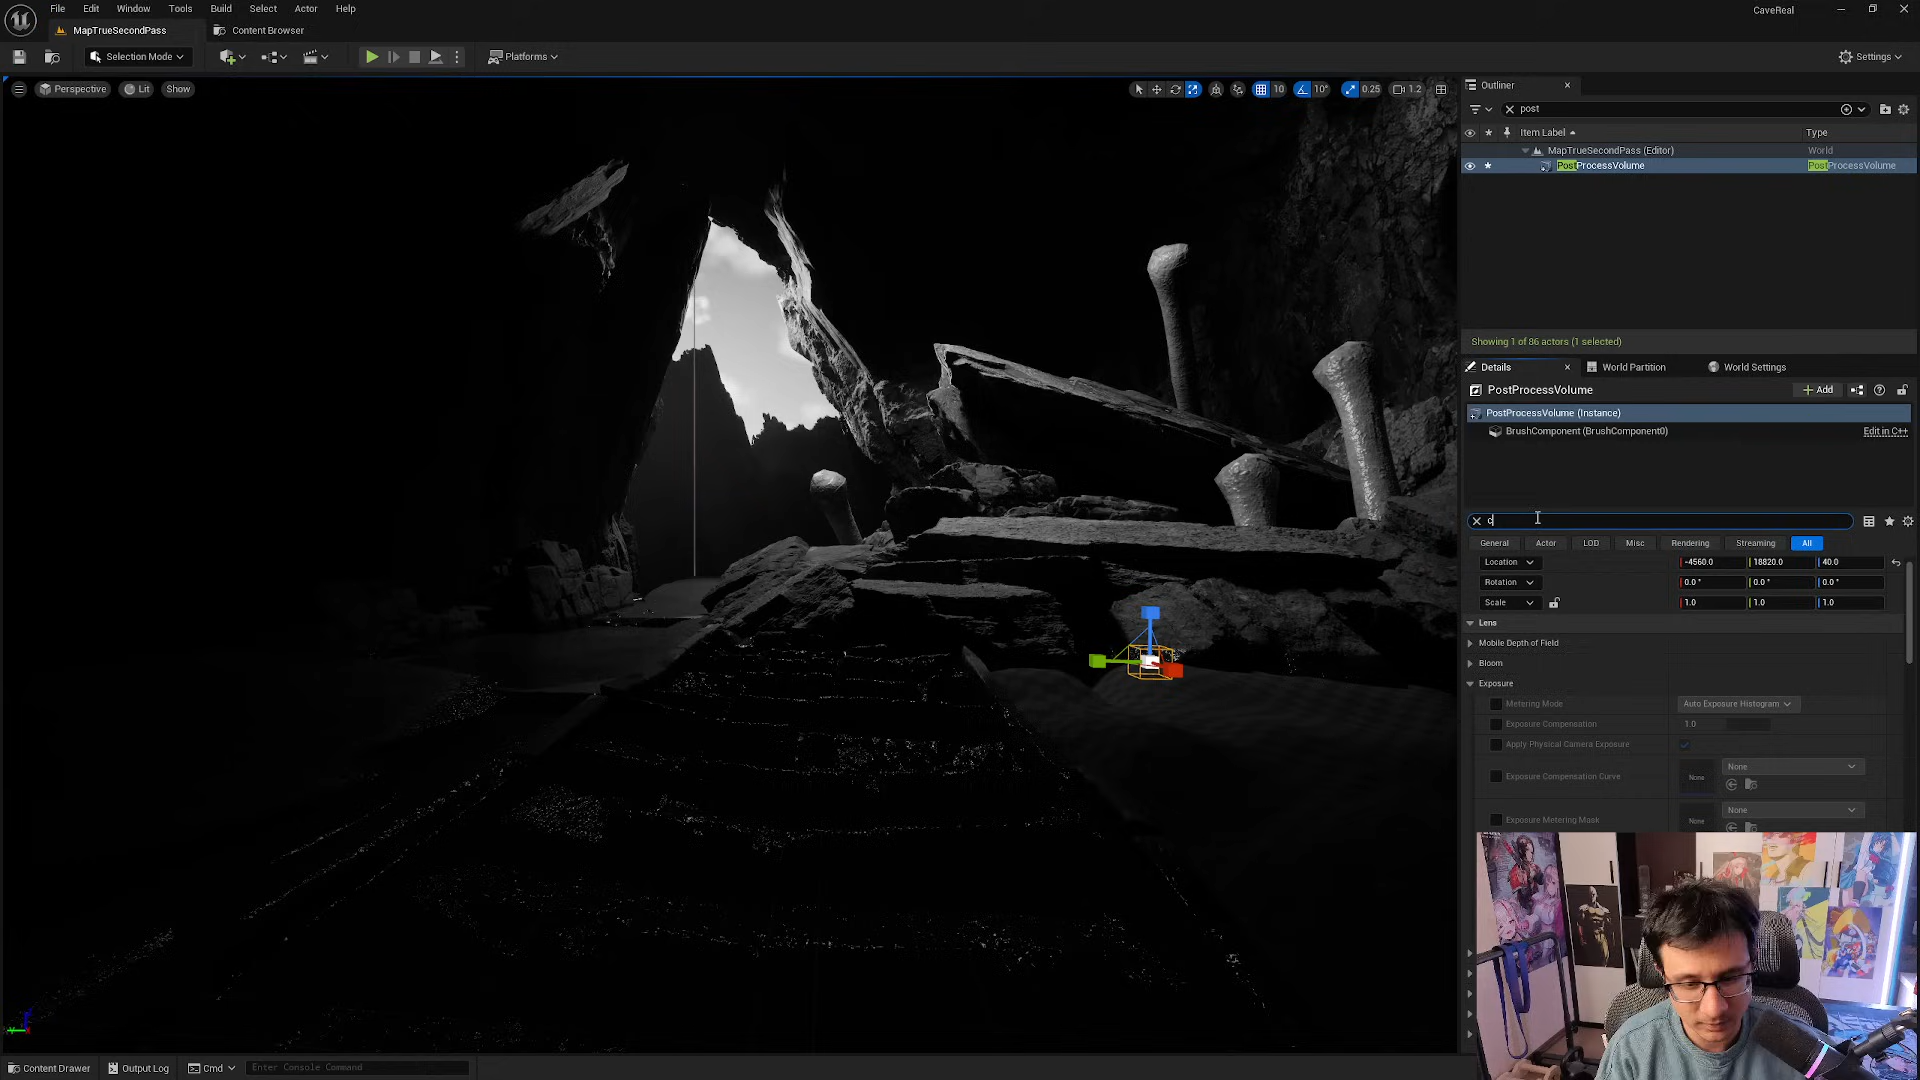 File Edit Window Tools Build Select Actor Help
CaveReal
MapTrueSecondPass
Content Browser
Selection Mode
Platforms
Settings
Perspective
Lit
Show
10
10°
0.25
1.2
Outliner
post
Item Label
Type
MapTrueSecondPass (Editor)
World
PostProcessVolume
PostProcessVolume
Showing 1 of 86 actors (1 selected)
Details
World Partition
World Settings
PostProcessVolume
Add
PostProcessVolume (Instance)
BrushComponent (BrushComponent0)
Edit in C++
c
General
Actor
LOD
Misc
Rendering
Streaming
All
Location
-4560.0
18820.0
40.0
Rotation
0.0 °
0.0 °
0.0 °
Scale
1.0
1.0
1.0
Lens
Mobile Depth of Field
Bloom
Exposure
Metering Mode
Auto Exposure Histogram
Exposure Compensation
1.0
Apply Physical Camera Exposure
Exposure Compensation Curve
None
None
Exposure Metering Mask
None
None
Content Drawer
Output Log
Cmd
Enter Console Command